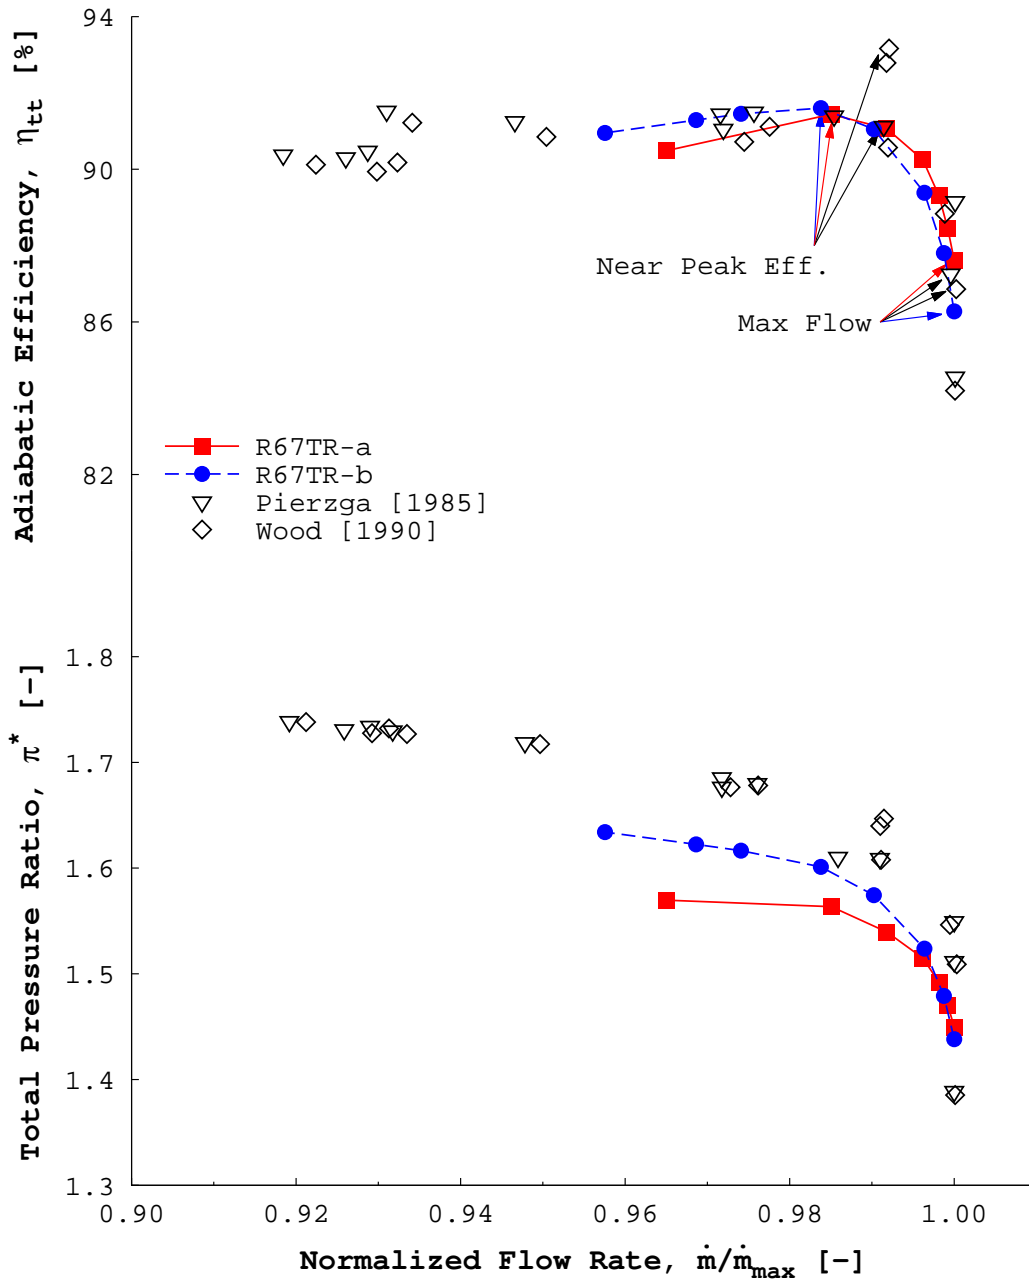 94
90
86
82
Adiabatic Efficiency, ηtt [%]
Near Peak Eff.
Max Flow
R67TR-a
R67TR-b
Pierzga [1985]
Wood [1990]
1.8
1.7
1.6
1.5
1.4
1.3
Total Pressure Ratio, π* [-]
0.90 0.92 0.94 0.96 0.98 1.00
Normalized Flow Rate, ṁ/ṁmax [-]